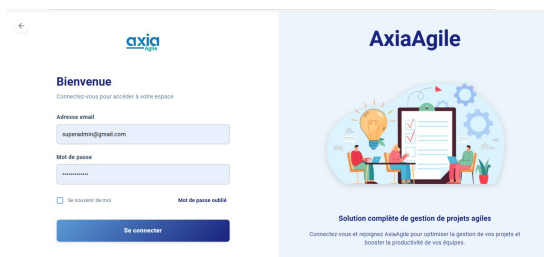 axia
Agile
Bienvenue
Connectez-vous pour accéder à votre espace
Adresse email
superadmin@gmail.com
Mot de passe
••••••••••••
Se souvenir de moi
Mot de passe oublié
Se connecter
AxiaAgile
Solution complète de gestion de projets agiles
Connectez-vous et rejoignez AxiaAgile pour optimiser la gestion de vos projets et
booster la productivité de vos équipes.